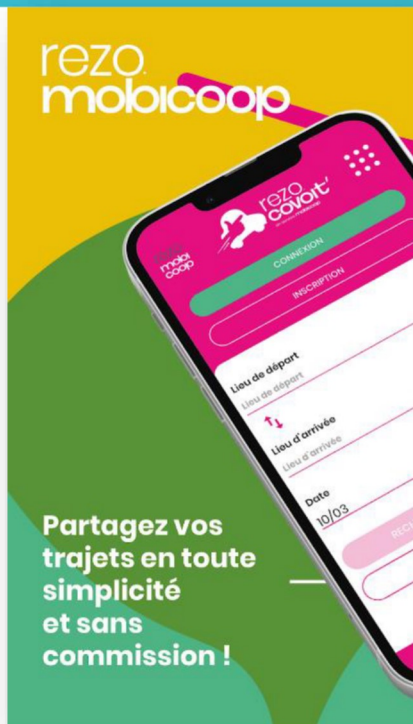 rezo
mobicoop
rezo
mobi
coop
rezo
covoit'
CONNEXION
INSCRIPTION
Lieu de départ
Lieu de départ
Lieu d'arrivée
Lieu d'arrivée
Date
10/03
Partagez vos
trajets en toute
simplicité
et sans
commission !